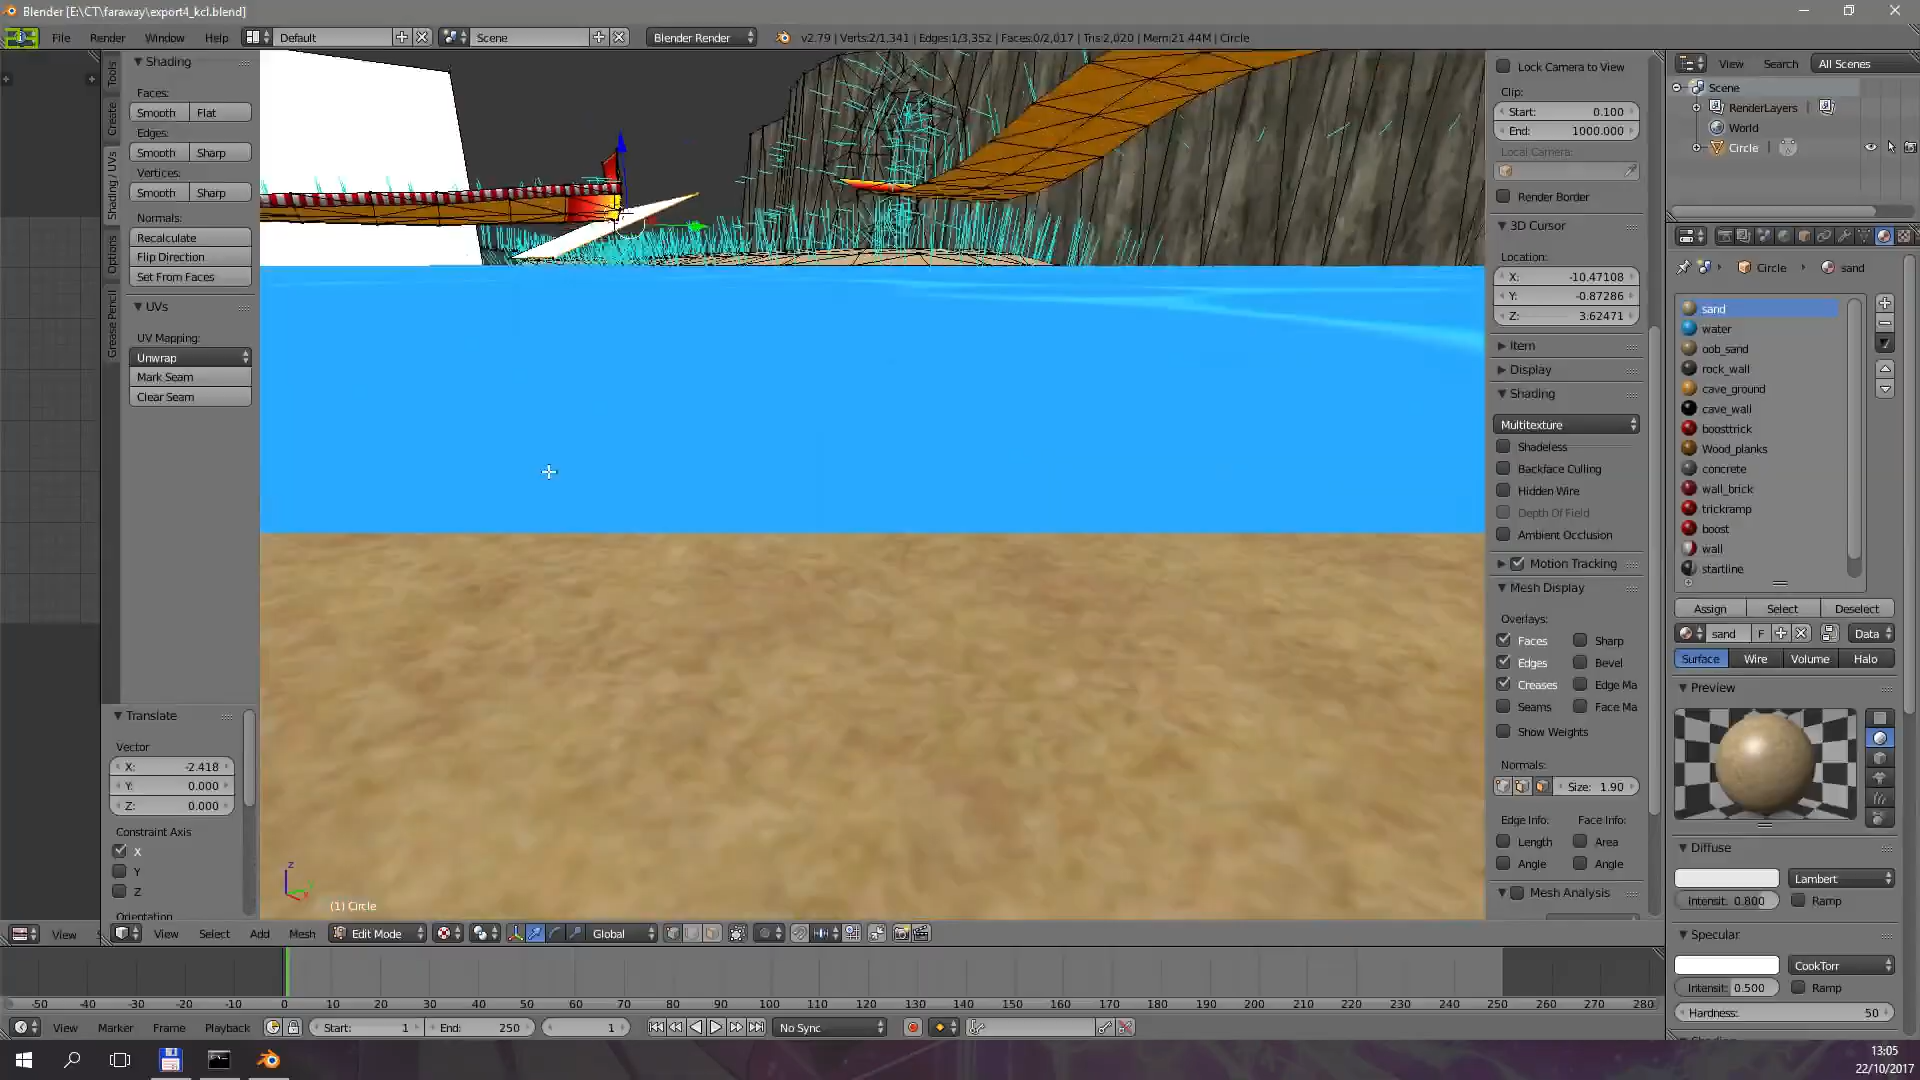 Blender [E:\CT\faraway\export4_kcl.blend]
File Render Window Help Default Scene Blender Render v2.79 | Verts:2/1,341 | Edges:1/3,352 | Faces:0/2,017 | Tris:2,020 | Mem:21.44M | Circle
Tools
Create
Shading / UVs
Options
Grease Pencil
Shading
Faces:
Smooth Flat
Edges:
Smooth Sharp
Vertices:
Smooth Sharp
Normals:
Recalculate
Flip Direction
Set From Faces
UVs
UV Mapping:
Unwrap
Mark Seam
Clear Seam
Translate
Vector
X: -2.418
Y: 0.000
Z: 0.000
Constraint Axis
X
Y
Z
Orientation
(1) Circle
Lock Camera to View
Clip:
Start: 0.100
End: 1000.000
Local Camera:
Render Border
3D Cursor
Location:
X: -10.47108
Y: -0.87286
Z: 3.62471
Item
Display
Shading
Multitexture
Shadeless
Backface Culling
Hidden Wire
Depth Of Field
Ambient Occlusion
Motion Tracking
Mesh Display
Overlays:
Faces Sharp
Edges Bevel
Creases Edge Ma
Seams Face Ma
Show Weights
Normals:
Size: 1.90
Edge Info: Face Info:
Length Area
Angle Angle
Mesh Analysis
View Search All Scenes
Scene
RenderLayers
World
Circle
Circle sand
sand
water
oob_sand
rock_wall
cave_ground
cave_wall
boosttrick
Wood_planks
concrete
wall_brick
trickramp
boost
wall
startline
Assign Select Deselect
sand F Data
Surface Wire Volume Halo
Preview
Diffuse
Lambert
Intensit: 0.800 Ramp
Specular
CookTorr
Intensit: 0.500 Ramp
Hardness: 50
View View Select Add Mesh Edit Mode Global
-50 -40 -30 -20 -10 0 10 20 30 40 50 60 70 80 90 100 110 120 130 140 150 160 170 180 190 200 210 220 230 240 250 260 270 280
View Marker Frame Playback Start: 1 End: 250 1 No Sync
13:05
22/10/2017